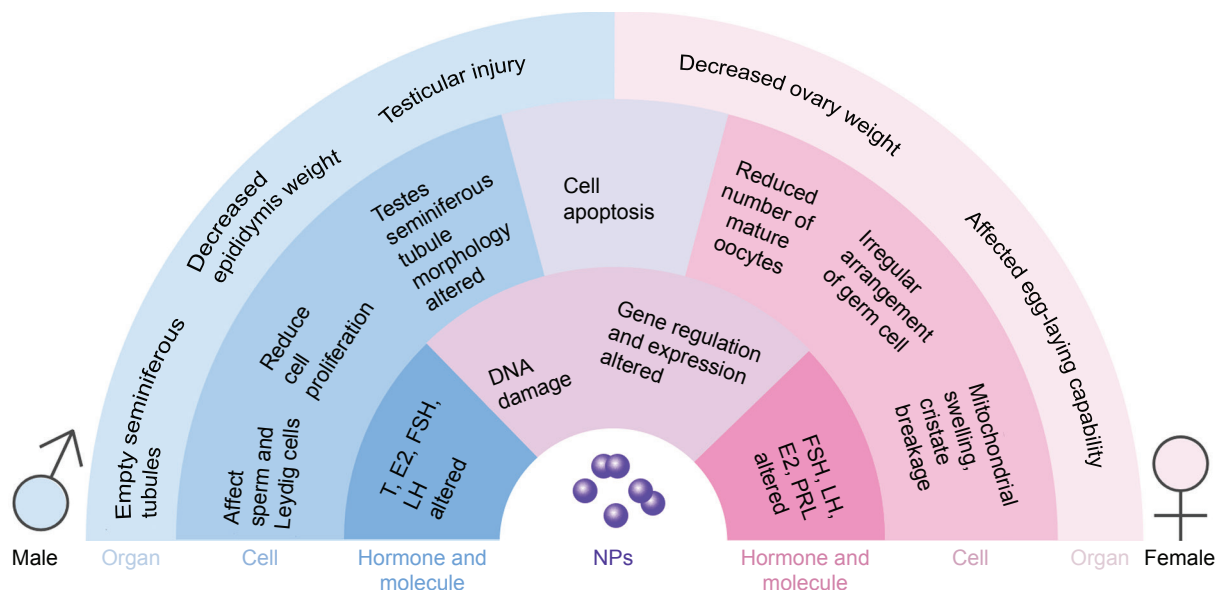 Testicular injury
Decreased
epididymis weight
Empty seminiferous
tubules
Decreased ovary weight
Affected egg-laying capability
Testes
seminiferous
tubule
morphology
altered
Reduce
cell
proliferation
Affect
sperm and
Leydig cells
Cell
apoptosis
Reduced
number of
mature
oocytes
Irregular
arrangement
of germ cell
Mitochondrial
swelling,
cristate
breakage
DNA
damage
Gene regulation
and expression
altered
T, E2, FSH,
LH
altered
FSH, LH,
E2, PRL
altered
Male
Organ
Cell
Hormone and
molecule
NPs
Hormone and
molecule
Cell
Organ
Female